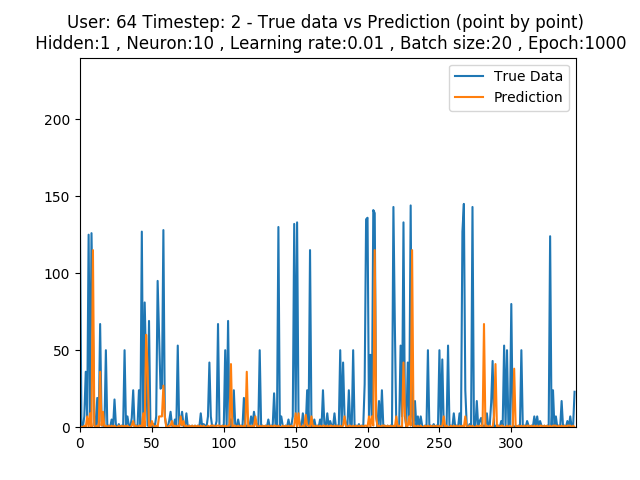 User: 64 Timestep: 2 - True data vs Prediction (point by point)
Hidden:1 , Neuron:10 , Learning rate:0.01 , Batch size:20 , Epoch:1000
True Data
Prediction
200
150
100
50
0
0 50 100 150 200 250 300